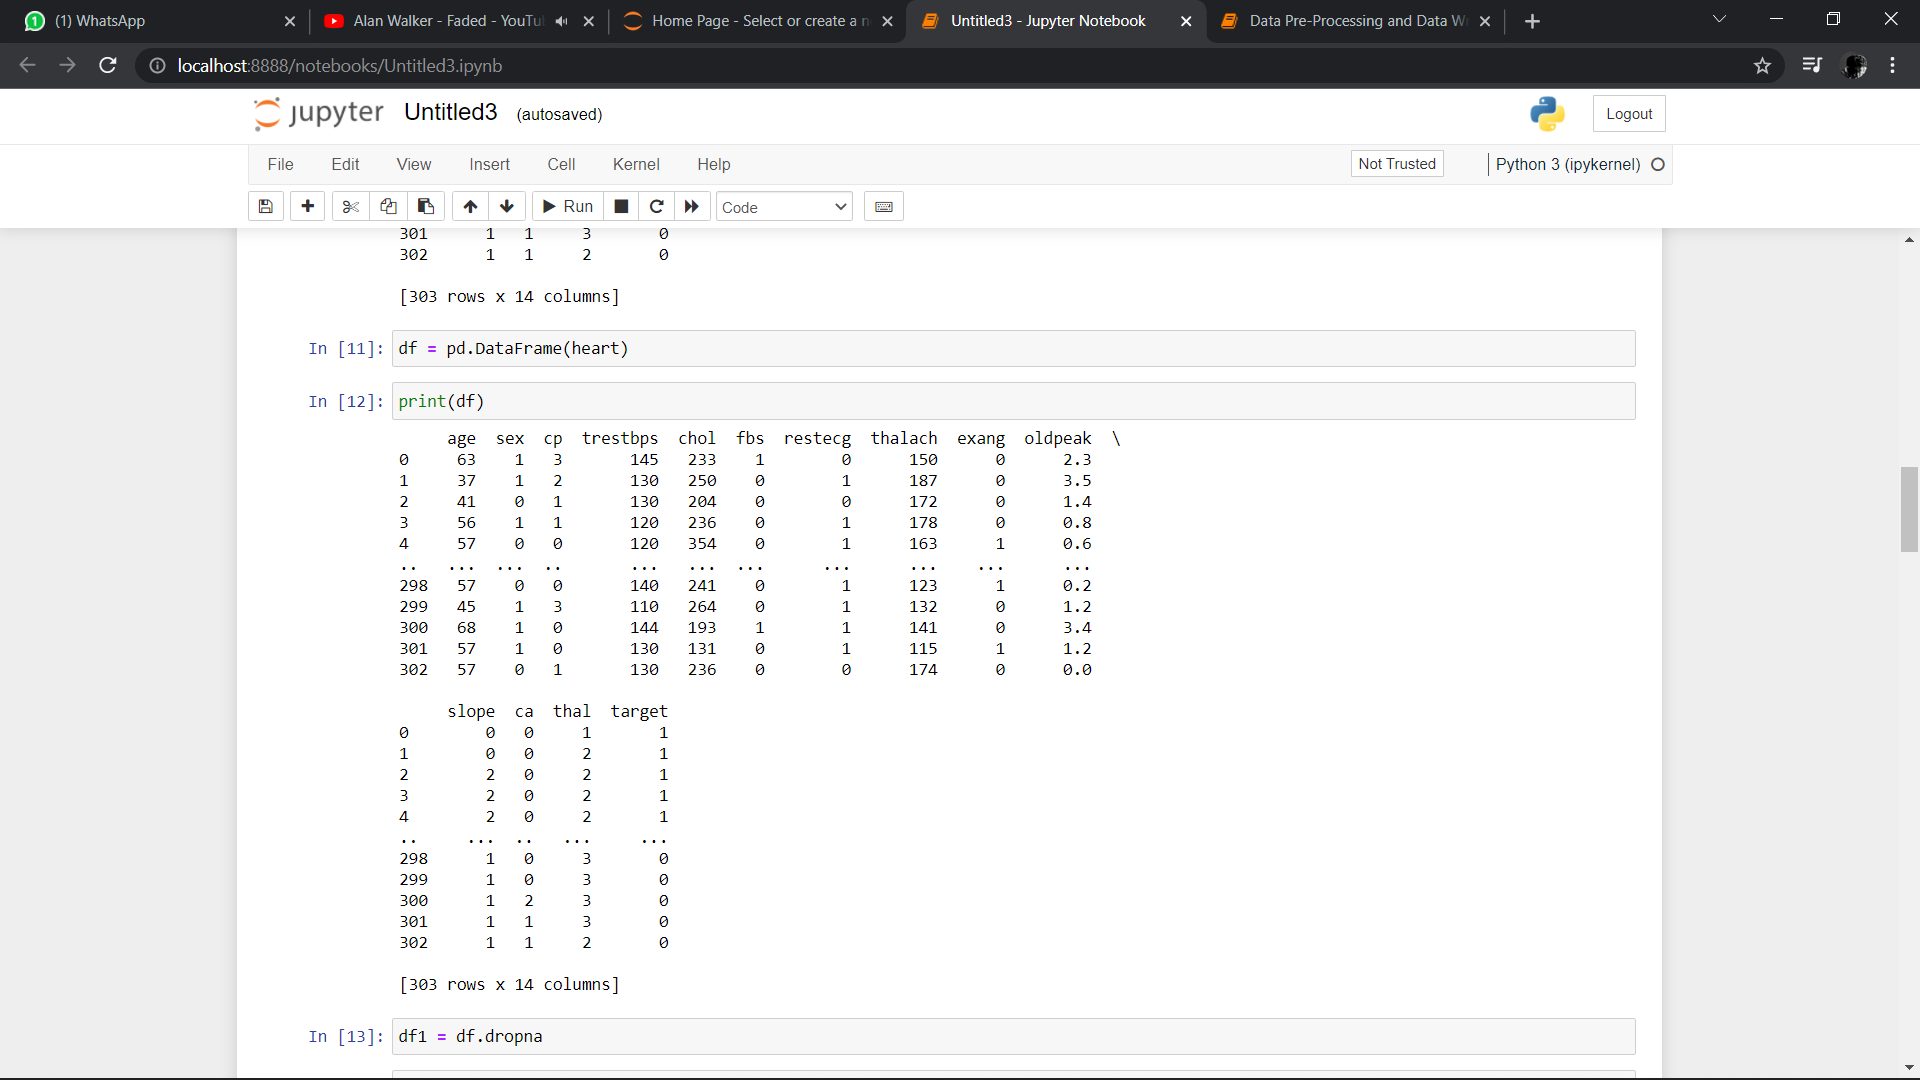 (1) WhatsApp
Alan Walker - Faded - YouTu
Home Page - Select or create a n
Untitled3 - Jupyter Notebook
Data Pre-Processing and Data W
localhost:8888/notebooks/Untitled3.ipynb
jupyter Untitled3 (autosaved)
Logout
File Edit View Insert Cell Kernel Help
Not Trusted
Python 3 (ipykernel)
Run
Code
301 1 1 3 0
302 1 1 2 0
[303 rows x 14 columns]
In [11]: df = pd.DataFrame(heart)
In [12]: print(df)
age sex cp trestbps chol fbs restecg thalach exang oldpeak \
0 63 1 3 145 233 1 0 150 0 2.3
1 37 1 2 130 250 0 1 187 0 3.5
2 41 0 1 130 204 0 0 172 0 1.4
3 56 1 1 120 236 0 1 178 0 0.8
4 57 0 0 120 354 0 1 163 1 0.6
.. ... ... .. ... ... ... ... ... ... ...
298 57 0 0 140 241 0 1 123 1 0.2
299 45 1 3 110 264 0 1 132 0 1.2
300 68 1 0 144 193 1 1 141 0 3.4
301 57 1 0 130 131 0 1 115 1 1.2
302 57 0 1 130 236 0 0 174 0 0.0
slope ca thal target
0 0 0 1 1
1 0 0 2 1
2 2 0 2 1
3 2 0 2 1
4 2 0 2 1
.. ... .. ... ...
298 1 0 3 0
299 1 0 3 0
300 1 2 3 0
301 1 1 3 0
302 1 1 2 0
[303 rows x 14 columns]
In [13]: df1 = df.dropna